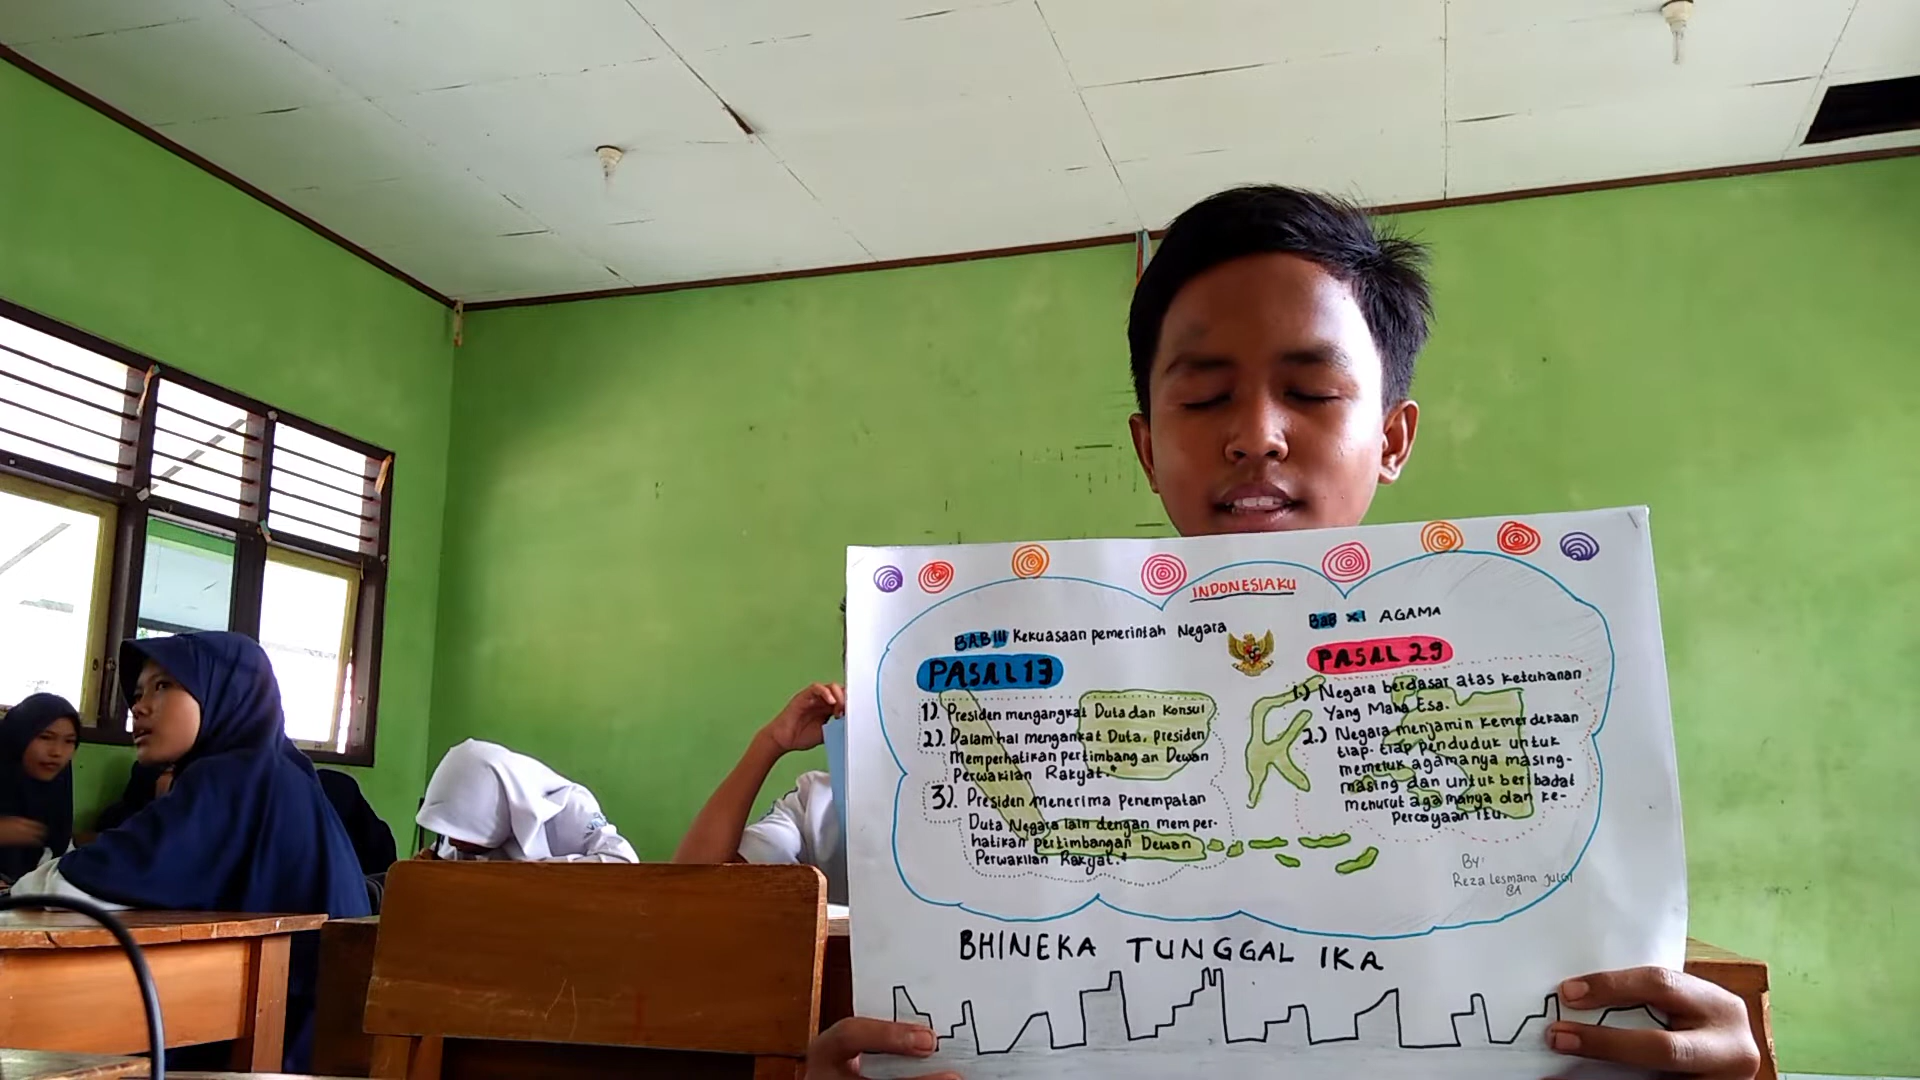 INDONESIAKU
BAB III Kekuasaan pemerintah Negara
PASAL 13
1). Presiden mengangkat Duta dan Konsul
2). Dalam hal mengankat Duta, Presiden
Memperhatikan pertimbang an Dewan
Perwakilan Rakyat.*
3). Presiden menerima penempatan
Duta Negara lain dengan memper-
hatikan pertimbangan Dewan
Perwakilan Rakyat.*
BAB XI AGAMA
PASAL 29
1.) Negara berdasar atas Ketuhanan
Yang Maha Esa.
2.) Negara menjamin Kemerdekaan
tiap-tiap penduduk untuk
memeluk agamanya masing-
masing dan untuk beribadat
menurut agamanya dan ke-
Percayaan ITU.
By:
Reza Lesmana
BHINEKA TUNGGAL IKA